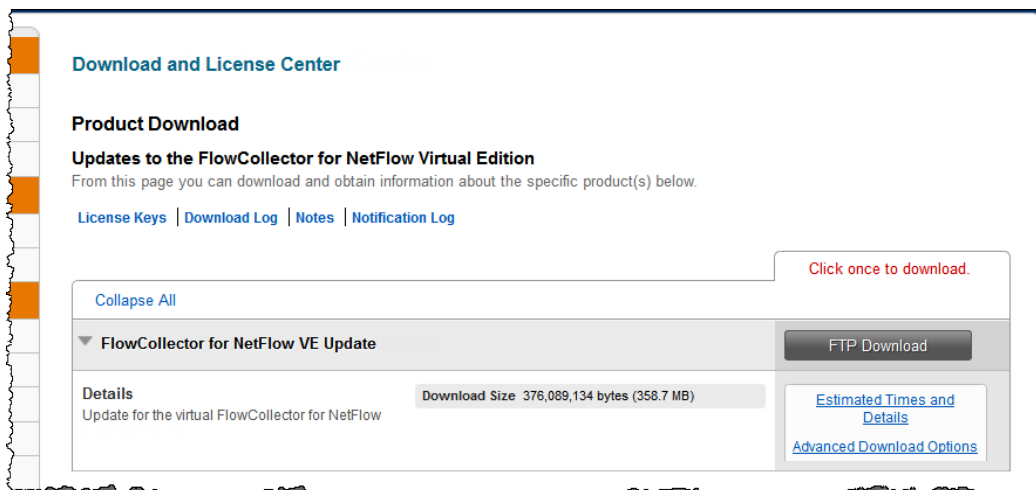 Download and License Center
Product Download
Updates to the FlowCollector for NetFlow Virtual Edition
From this page you can download and obtain information about the specific product(s) below.
License Keys | Download Log | Notes | Notification Log
Click once to download.
Collapse All
FlowCollector for NetFlow VE Update
FTP Download
Details
Download Size 376,089,134 bytes (358.7 MB)
Update for the virtual FlowCollector for NetFlow
Estimated Times and
Details
Advanced Download Options